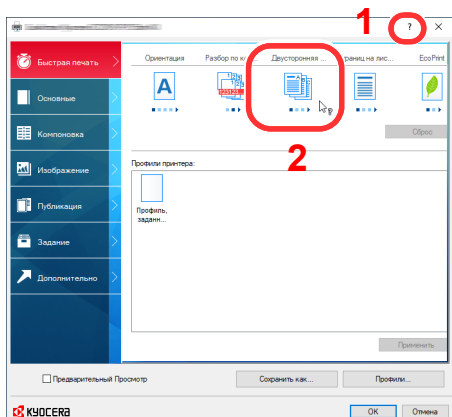 1
?
Быстрая печать
Основные
Компоновка
Изображение
Публикация
Задание
Дополнительно
Ориентация
Разбор по к...
Двусторонняя ...
раниц на лис...
EcoPrint
A
123123
2
Сброс
Профили принтера:
Профиль,
заданн...
Применить
Предварительный Просмотр
Сохранить как...
Профили...
KYOCERA
OK
Отмена